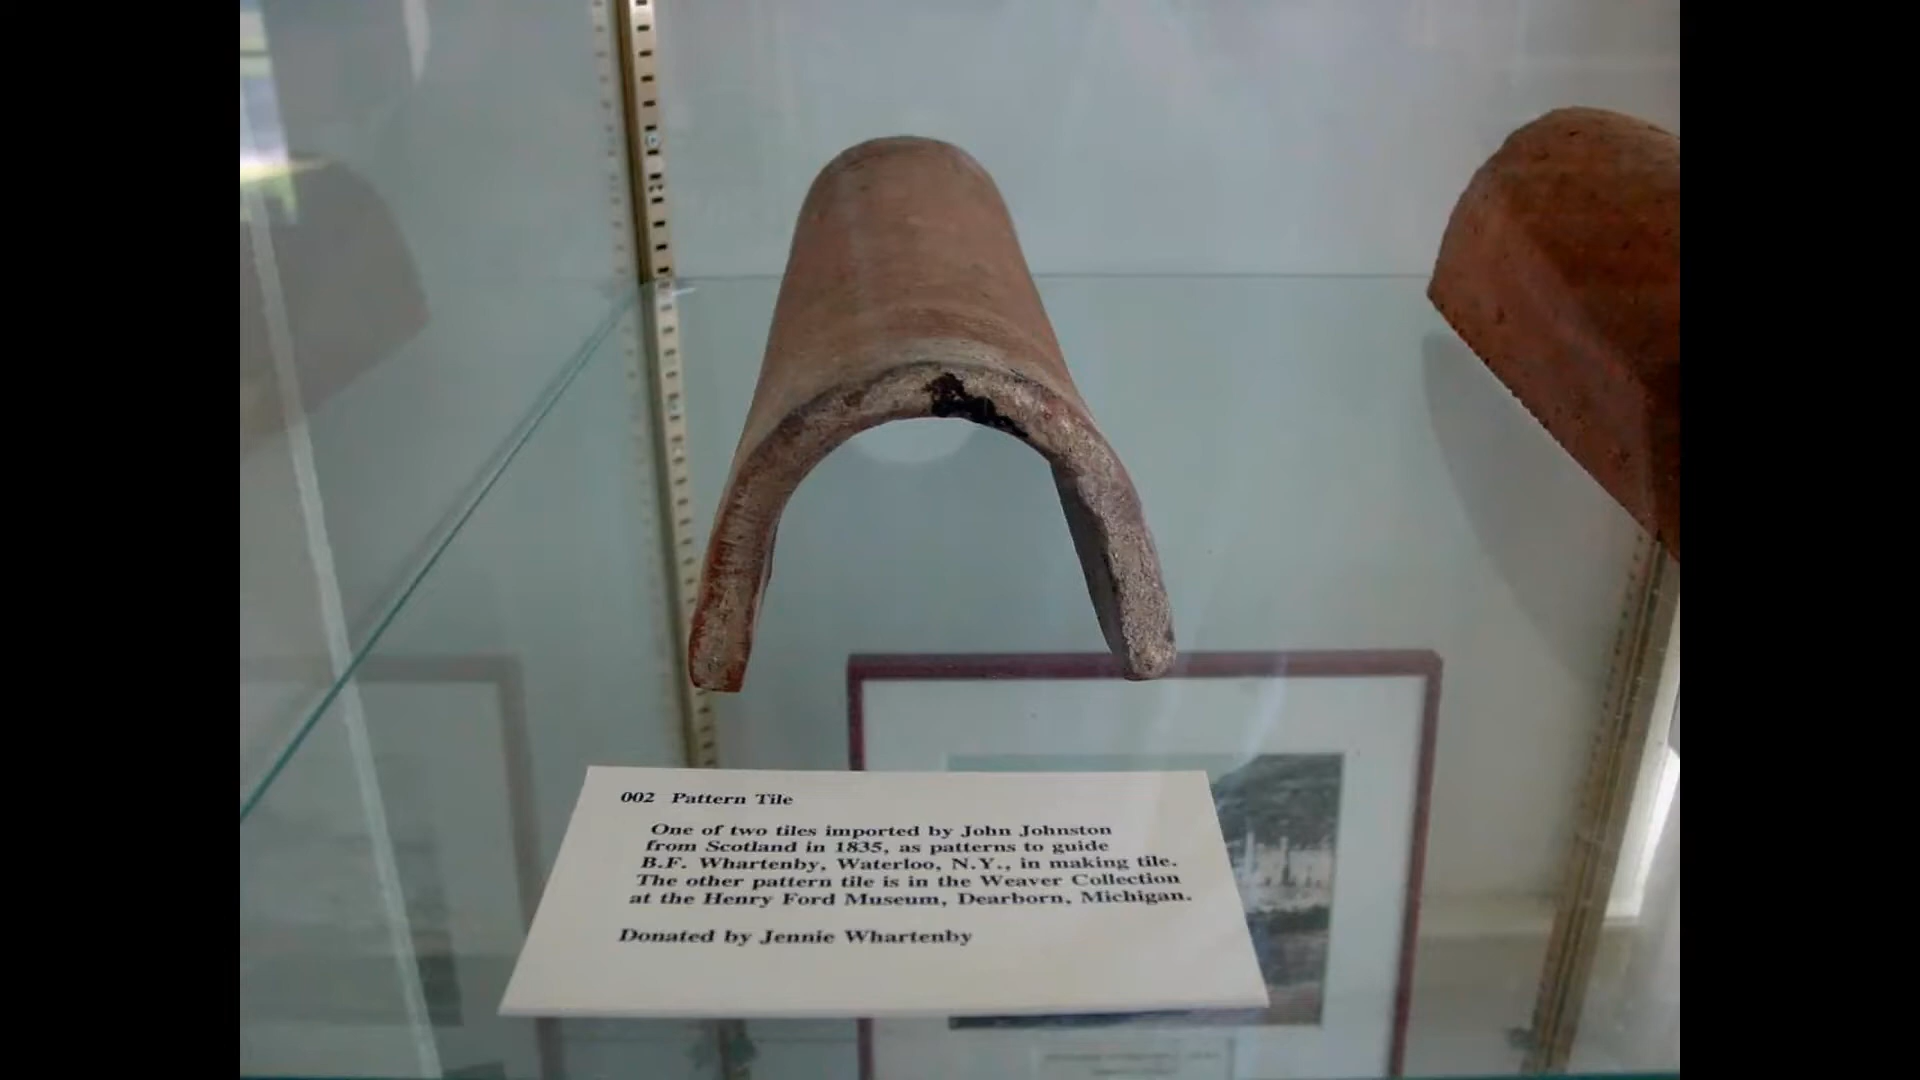 002 Pattern Tile
One of two tiles imported by John Johnston
from Scotland in 1835, as patterns to guide
B.F. Whartenby, Waterloo, N.Y., in making tile.
The other pattern tile is in the Weaver Collection
at the Henry Ford Museum, Dearborn, Michigan.
Donated by Jennie Whartenby